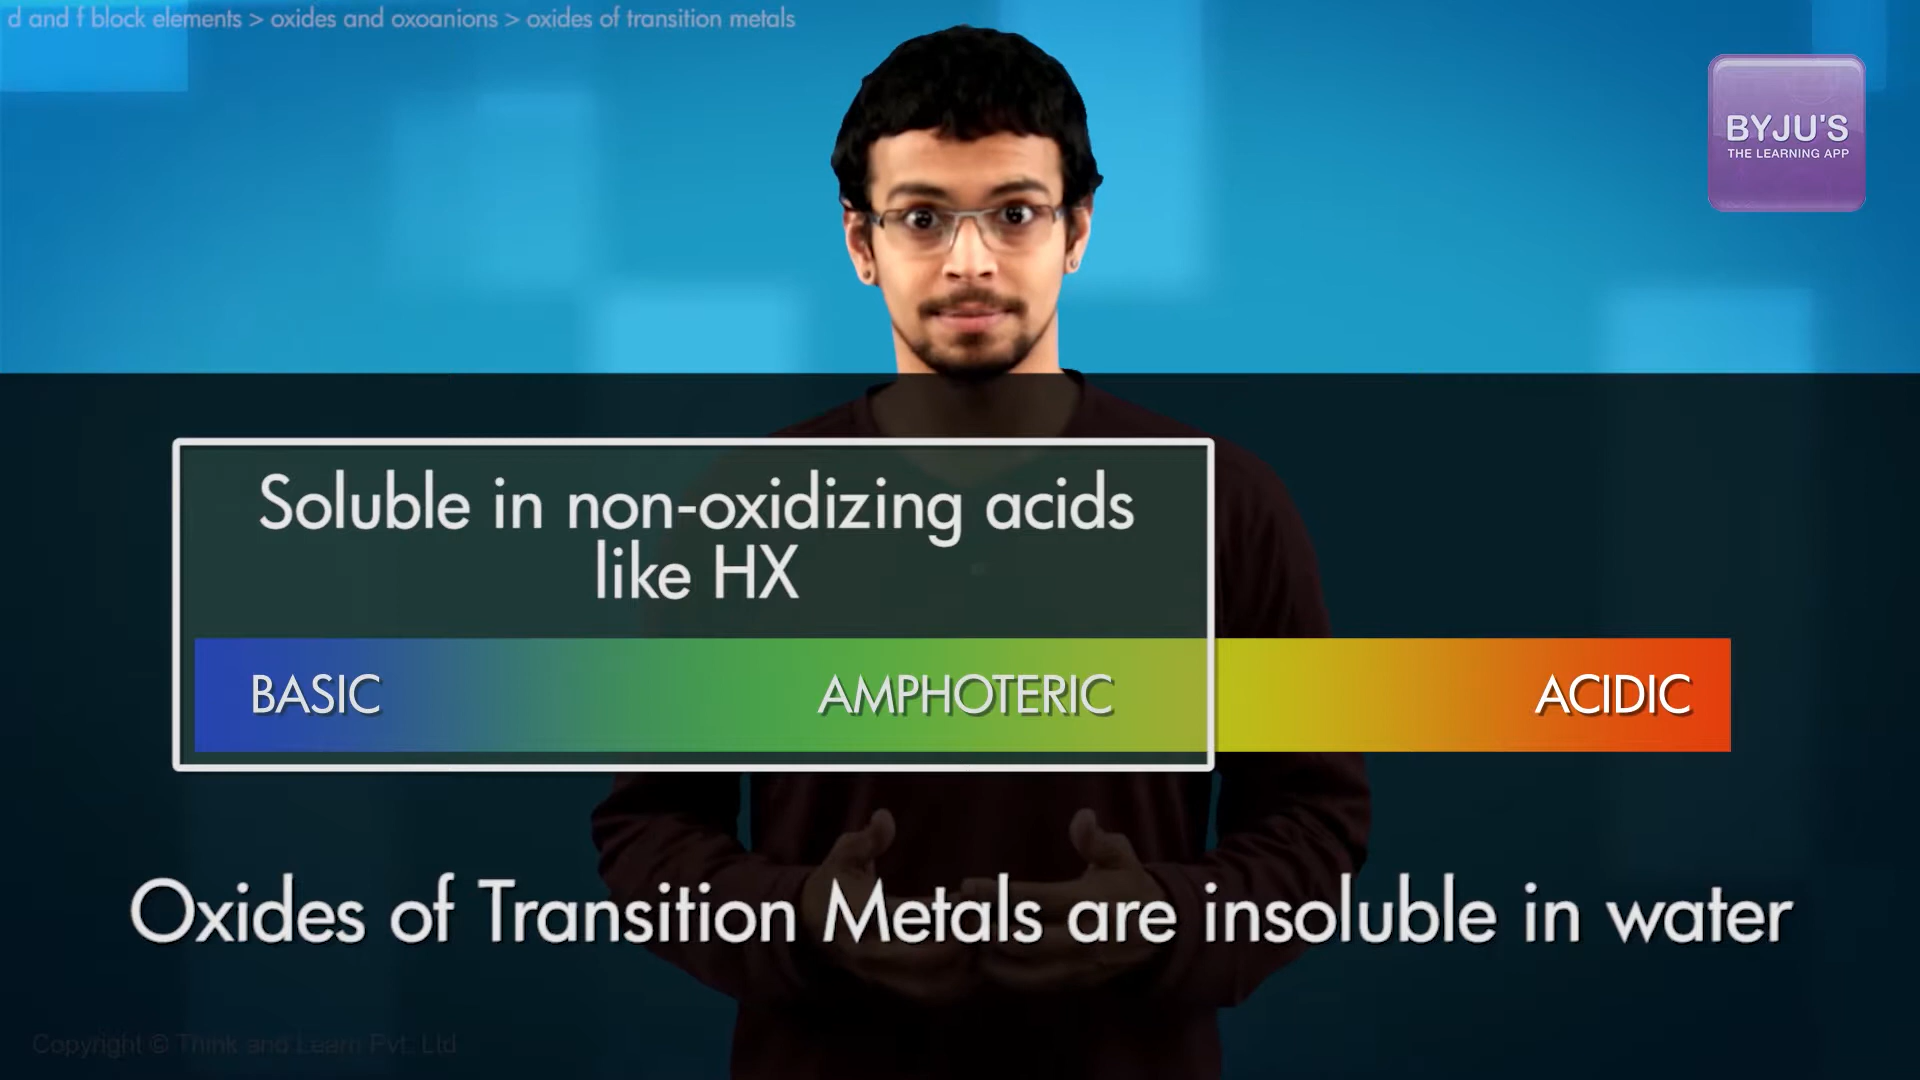 d and f block elements > oxides and oxoanions > oxides of transition metals
BYJU'S
THE LEARNING APP
Soluble in non-oxidizing acids
like HX
BASIC AMPHOTERIC ACIDIC
Oxides of Transition Metals are insoluble in water
Copyright © Think and Learn Pvt. Ltd